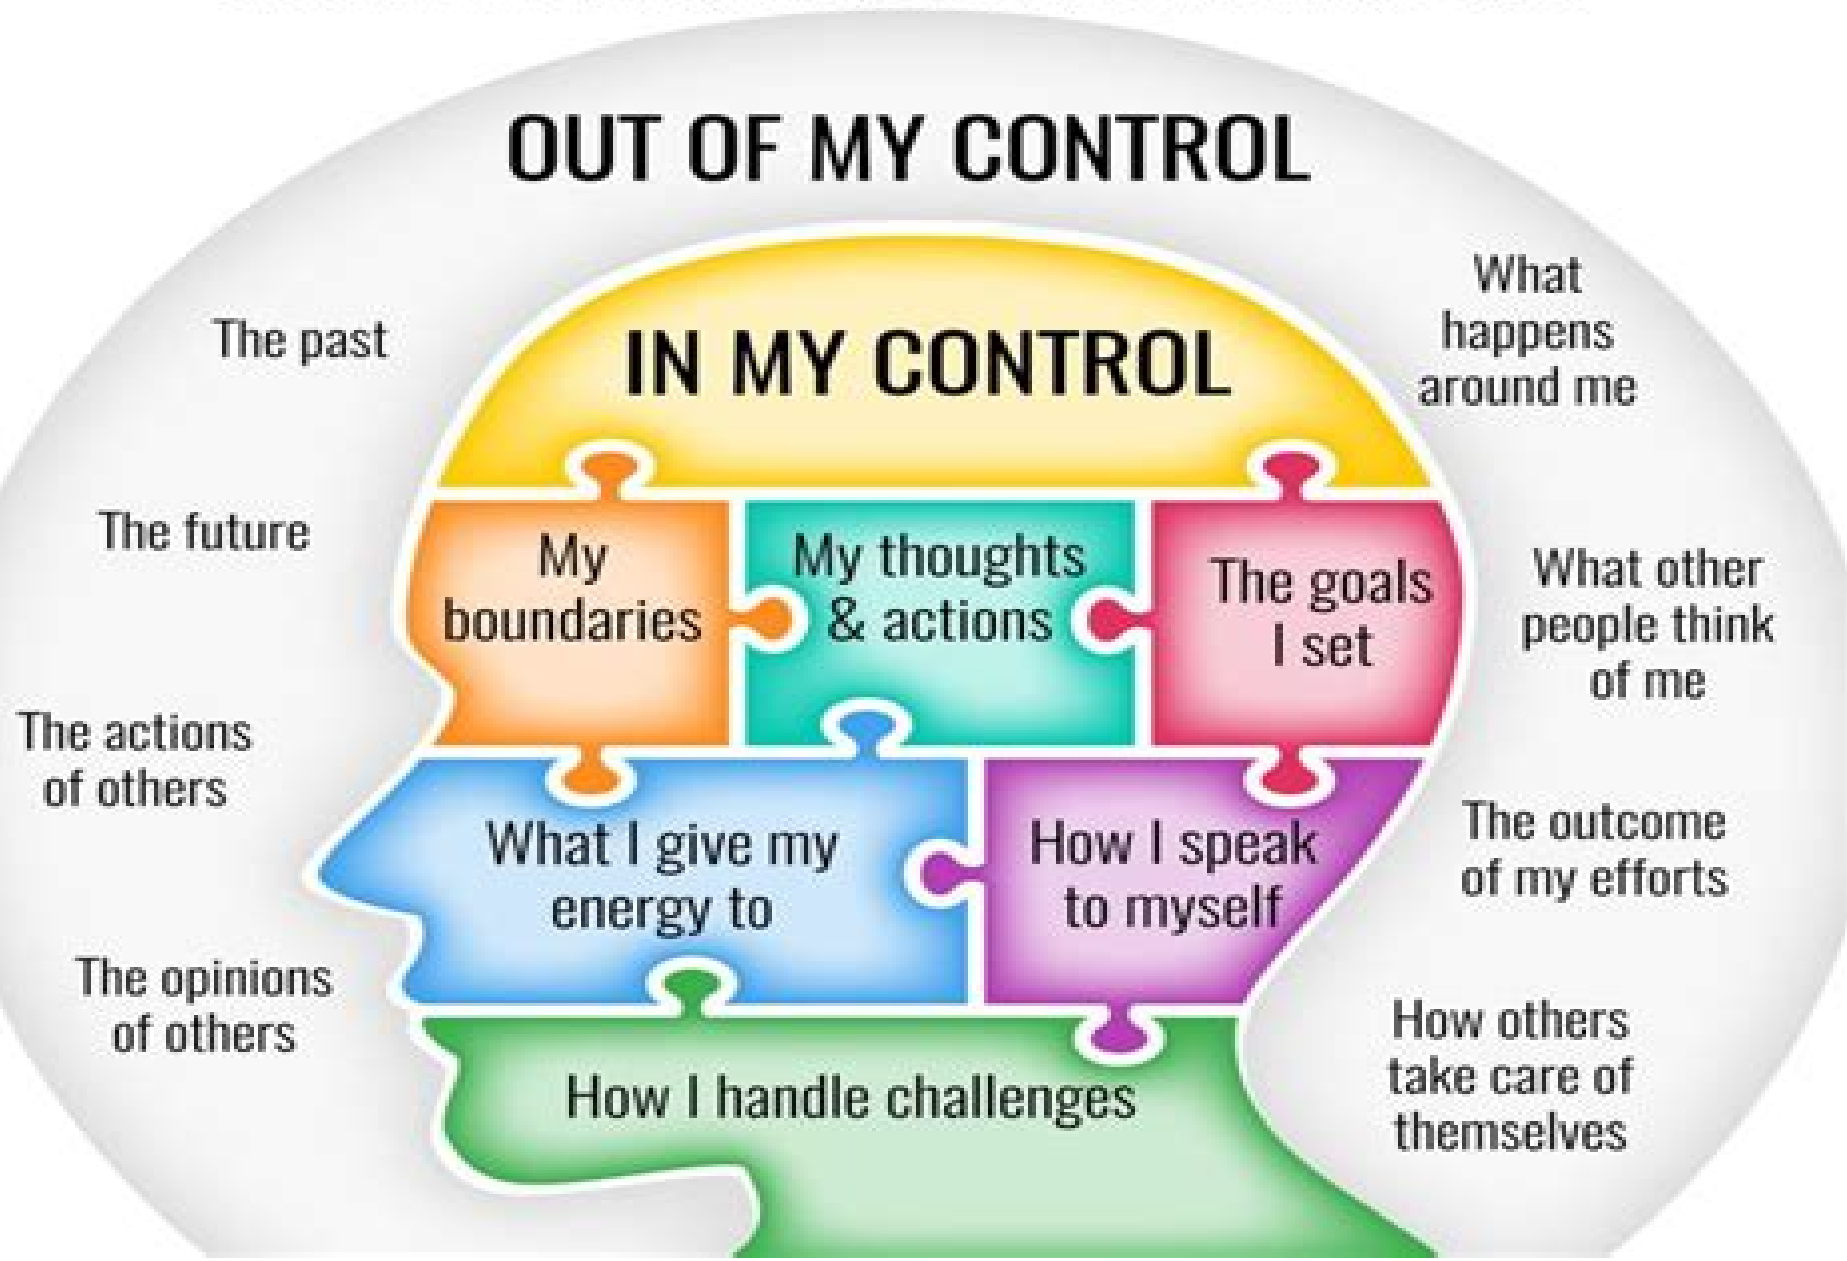 OUT OF MY CONTROL
IN MY CONTROL
The past
The future
The actions
of others
The opinions
of others
My
boundaries
My thoughts
& actions
The goals
I set
What I give my
energy to
How I speak
to myself
How I handle challenges
What
happens
around me
What other
people think
of me
The outcome
of my efforts
How others
take care of
themselves